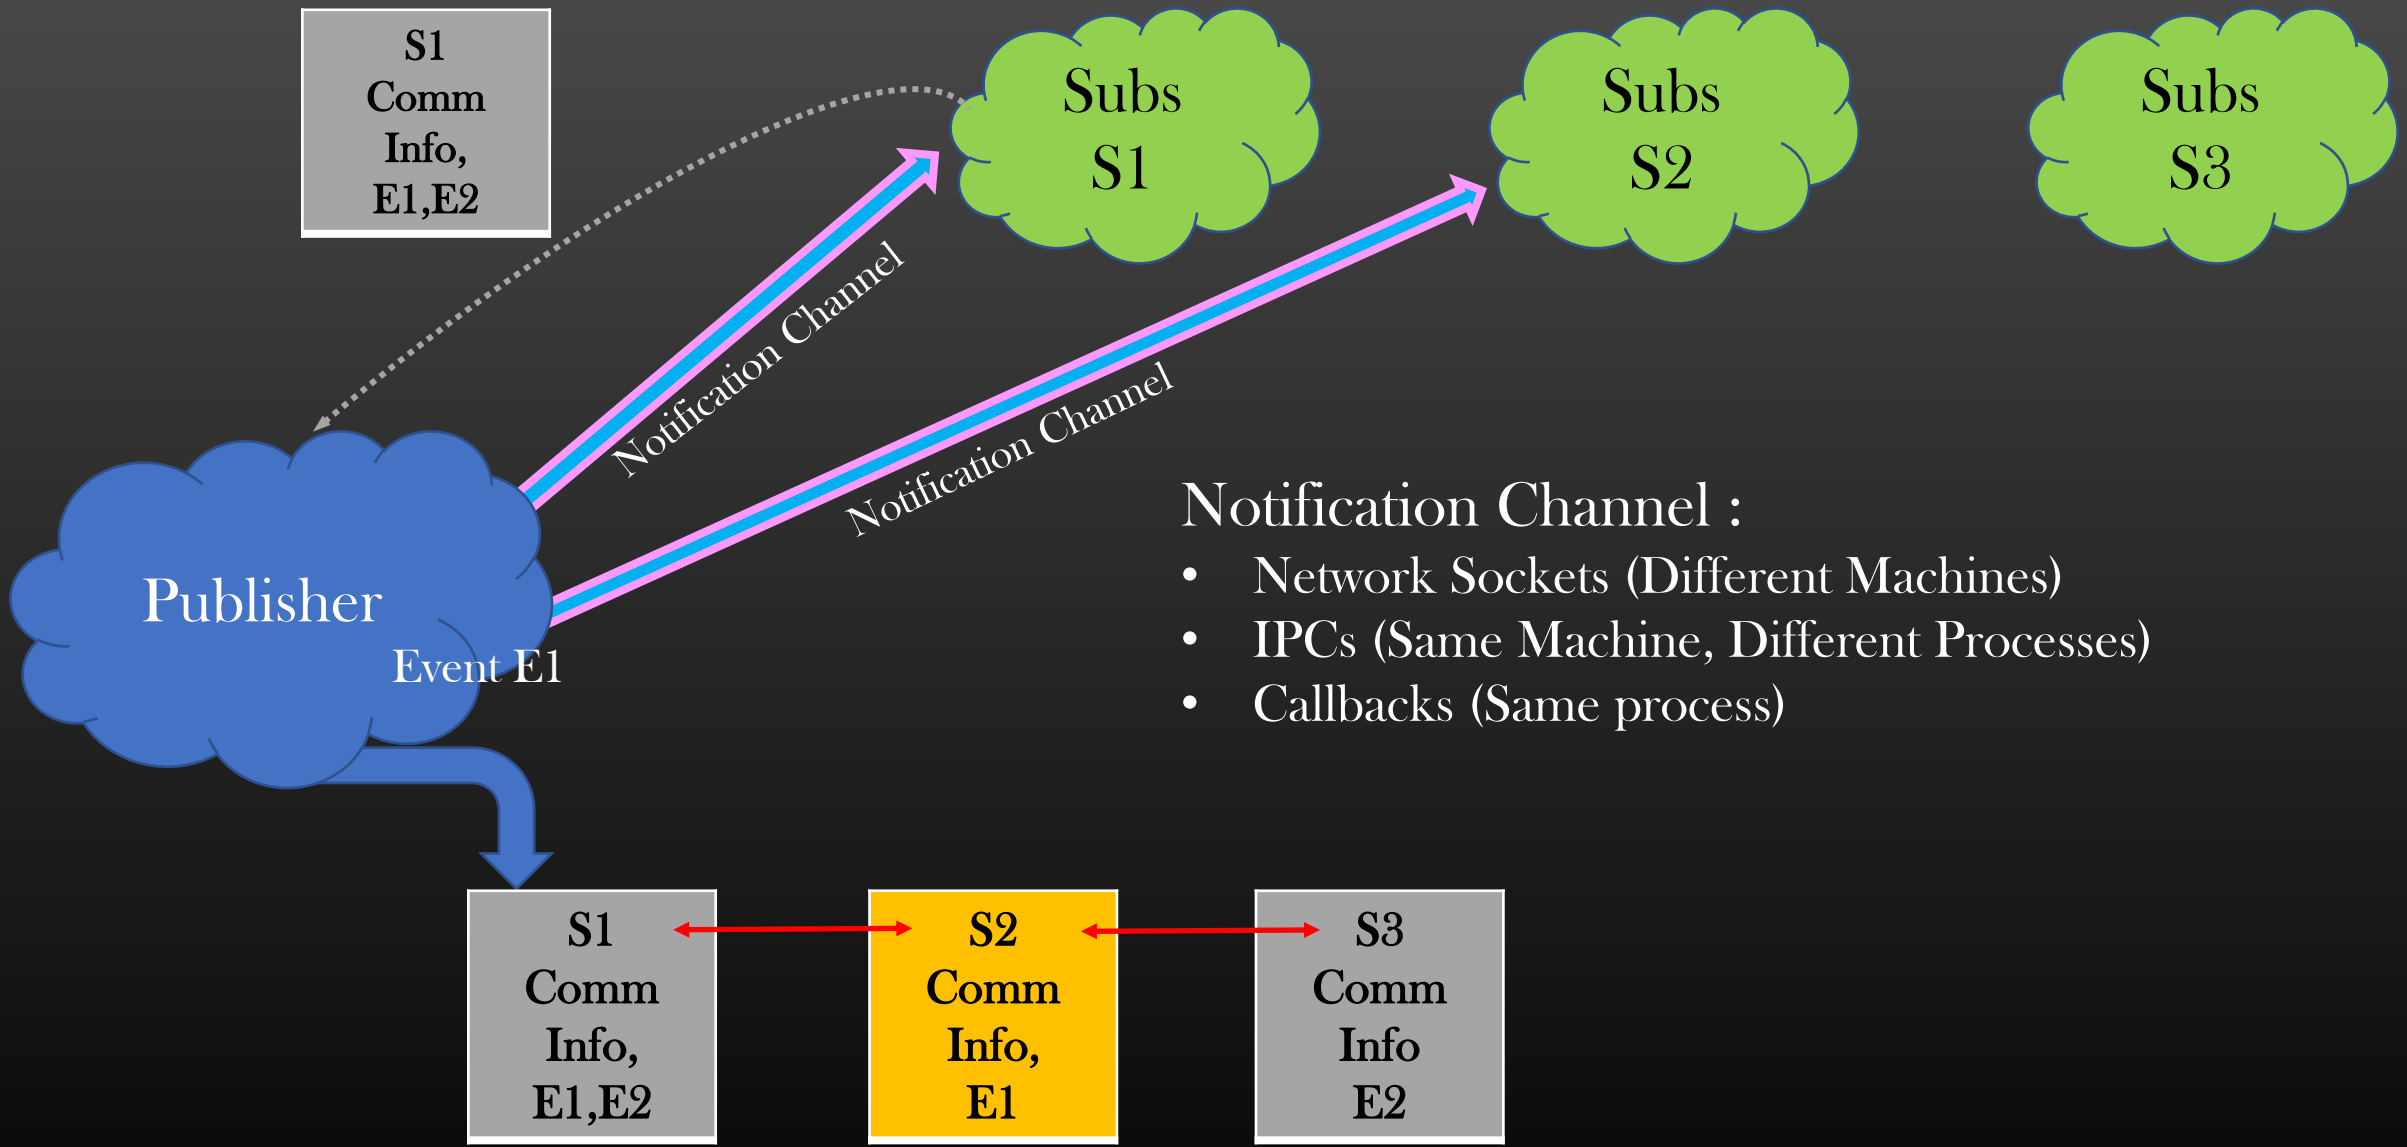 S1
Comm
Info,
E1,E2
Subs
S1
Subs
S2
Subs
S3
Notification Channel
Notification Channel
Publisher
Event E1
Notification Channel :
• Network Sockets (Different Machines)
• IPCs (Same Machine, Different Processes)
• Callbacks (Same process)
S1
Comm
Info,
E1,E2
S2
Comm
Info,
E1
S3
Comm
Info
E2